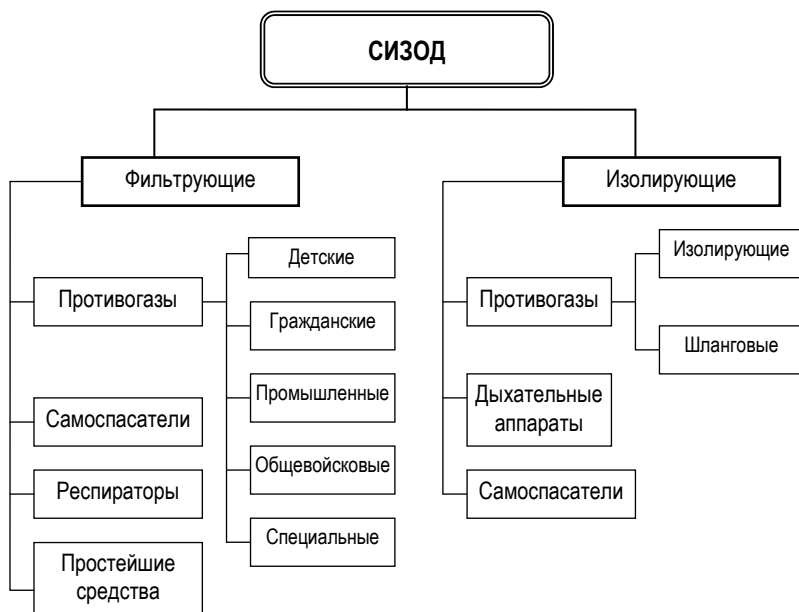 СИЗОД
Фильтрующие
Изолирующие
Противогазы
Детские
Гражданские
Промышленные
Общевойсковые
Специальные
Самоспасатели
Респираторы
Простейшие
средства
Противогазы
Изолирующие
Шланговые
Дыхательные
аппараты
Самоспасатели